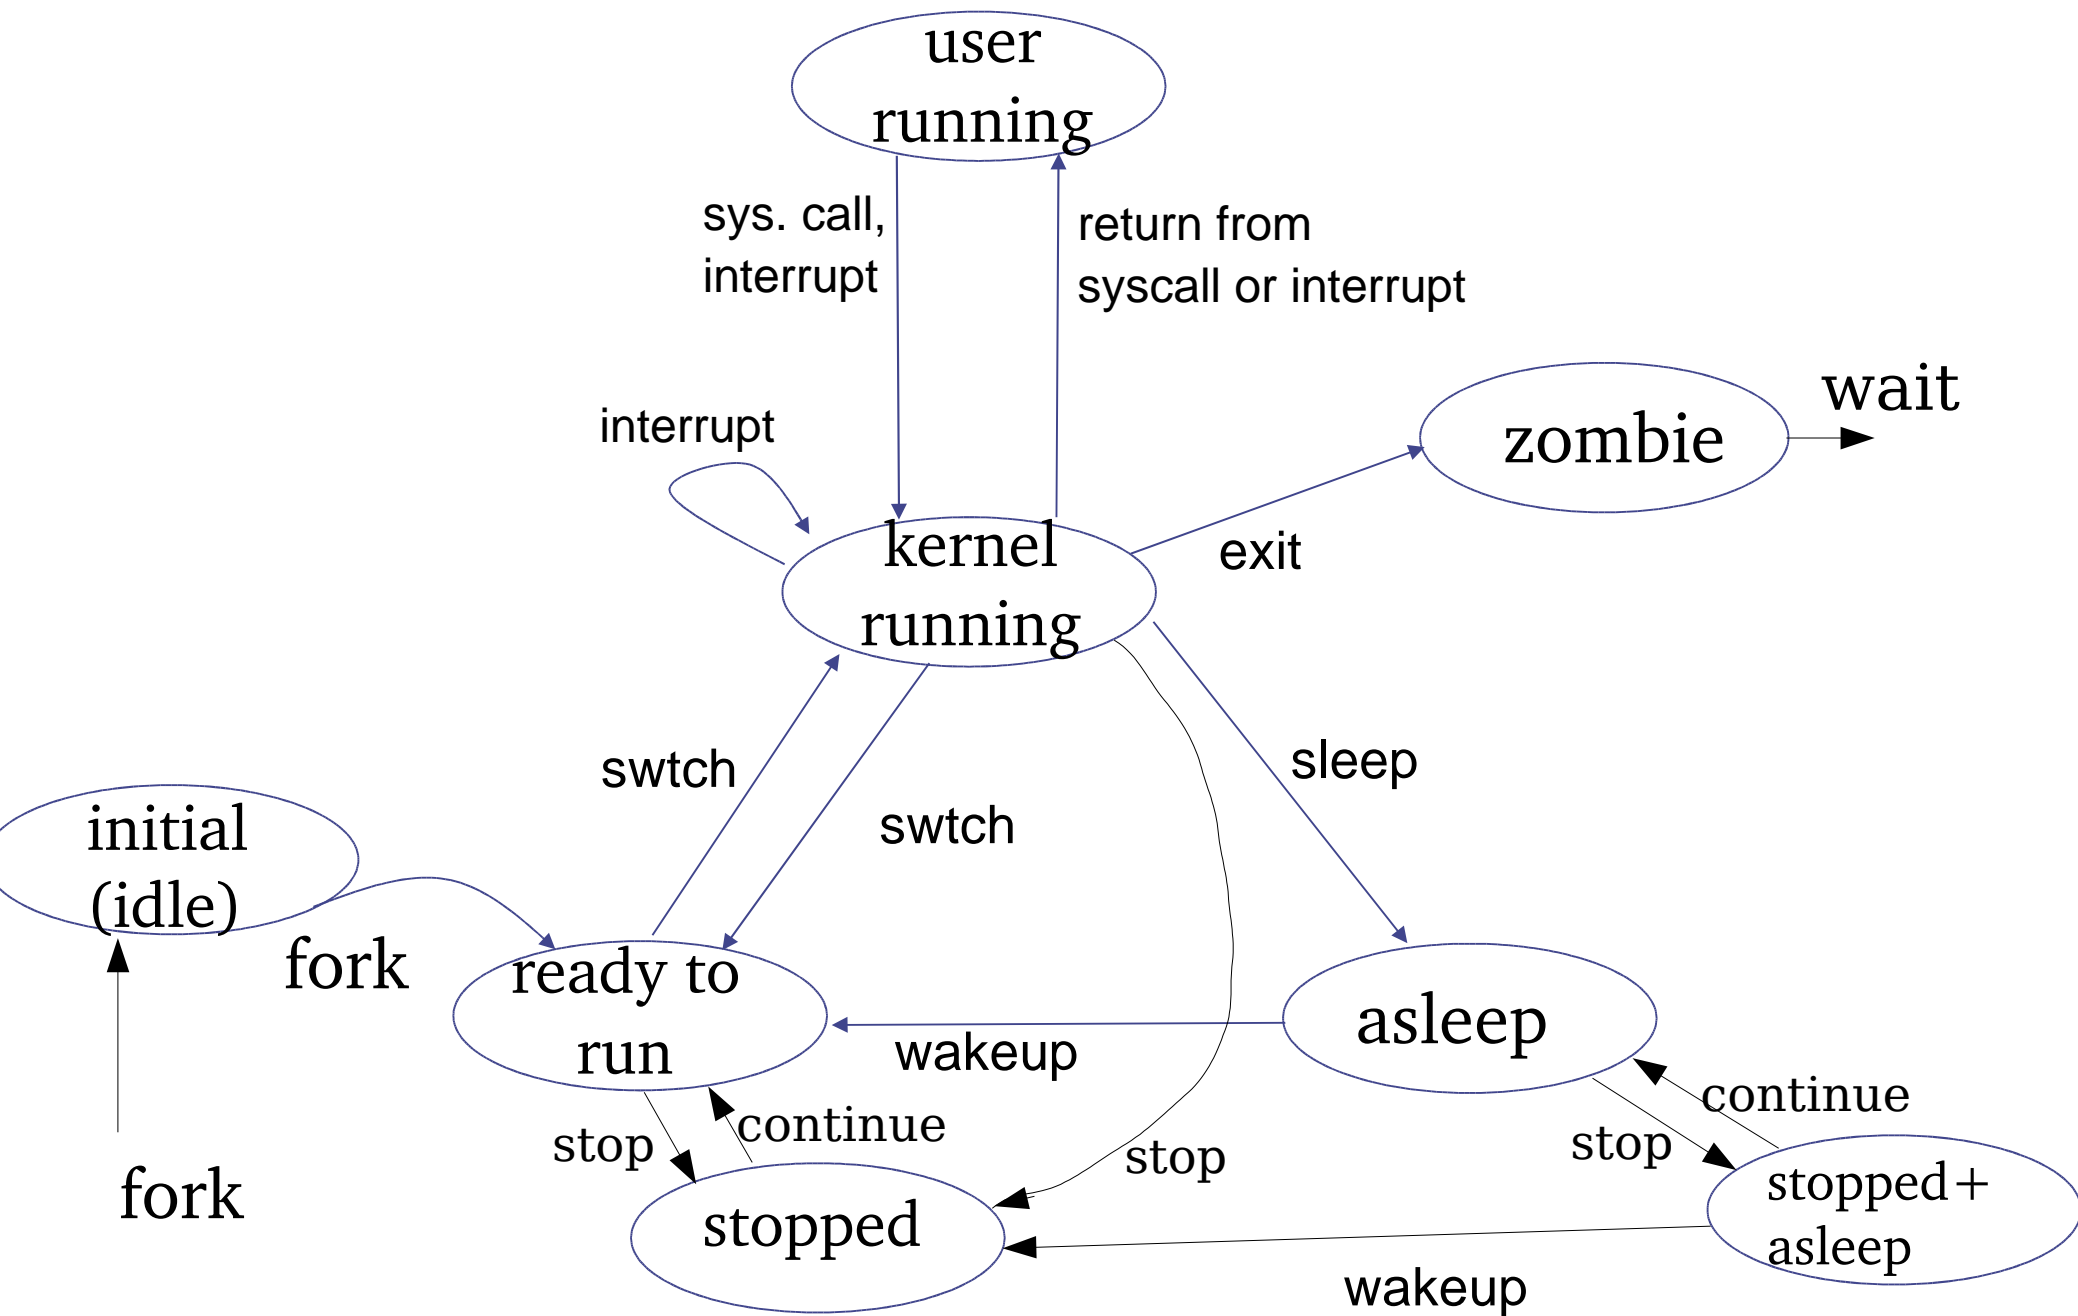 user
running
sys. call,
interrupt
return from
syscall or interrupt
interrupt
wait
zombie
kernel
running
exit
swtch
swtch
sleep
initial
(idle)
fork
ready to
run
asleep
wakeup
continue
stop
continue
stop
stop
fork
stopped
stopped+
asleep
wakeup